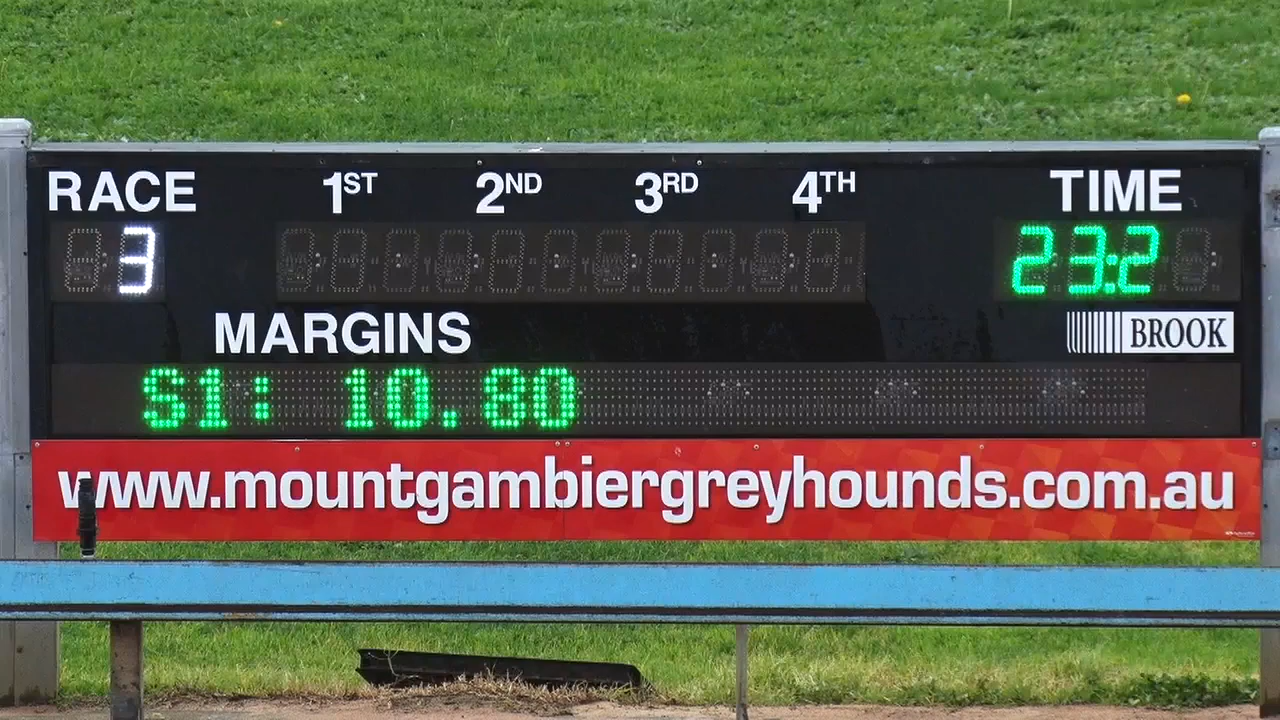 RACE 1ST 2ND 3RD 4TH TIME
3 23:2
MARGINS BROOK
S1: 10.80
www.mountgambiergreyhounds.com.au